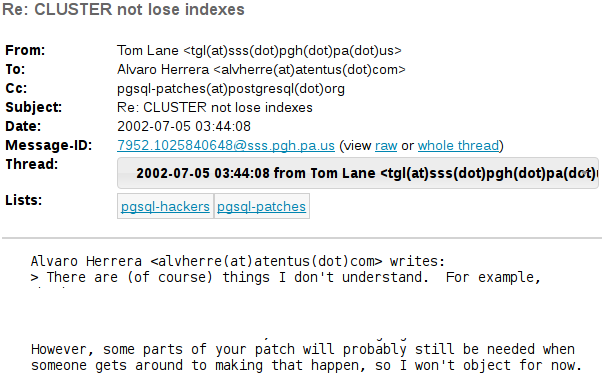 Re: CLUSTER not lose indexes
From: Tom Lane <tgl(at)sss(dot)pgh(dot)pa(dot)us>
To: Alvaro Herrera <alvherre(at)atentus(dot)com>
Cc: pgsql-patches(at)postgresql(dot)org
Subject: Re: CLUSTER not lose indexes
Date: 2002-07-05 03:44:08
Message-ID: 7952.1025840648@sss.pgh.pa.us (view raw or whole thread)
Thread: 2002-07-05 03:44:08 from Tom Lane <tgl(at)sss(dot)pgh(dot)pa(dot)
Lists: pgsql-hackers pgsql-patches
Alvaro Herrera <alvherre(at)atentus(dot)com> writes:
> There are (of course) things I don't understand.  For example,
However, some parts of your patch will probably still be needed when
someone gets around to making that happen, so I won't object for now.